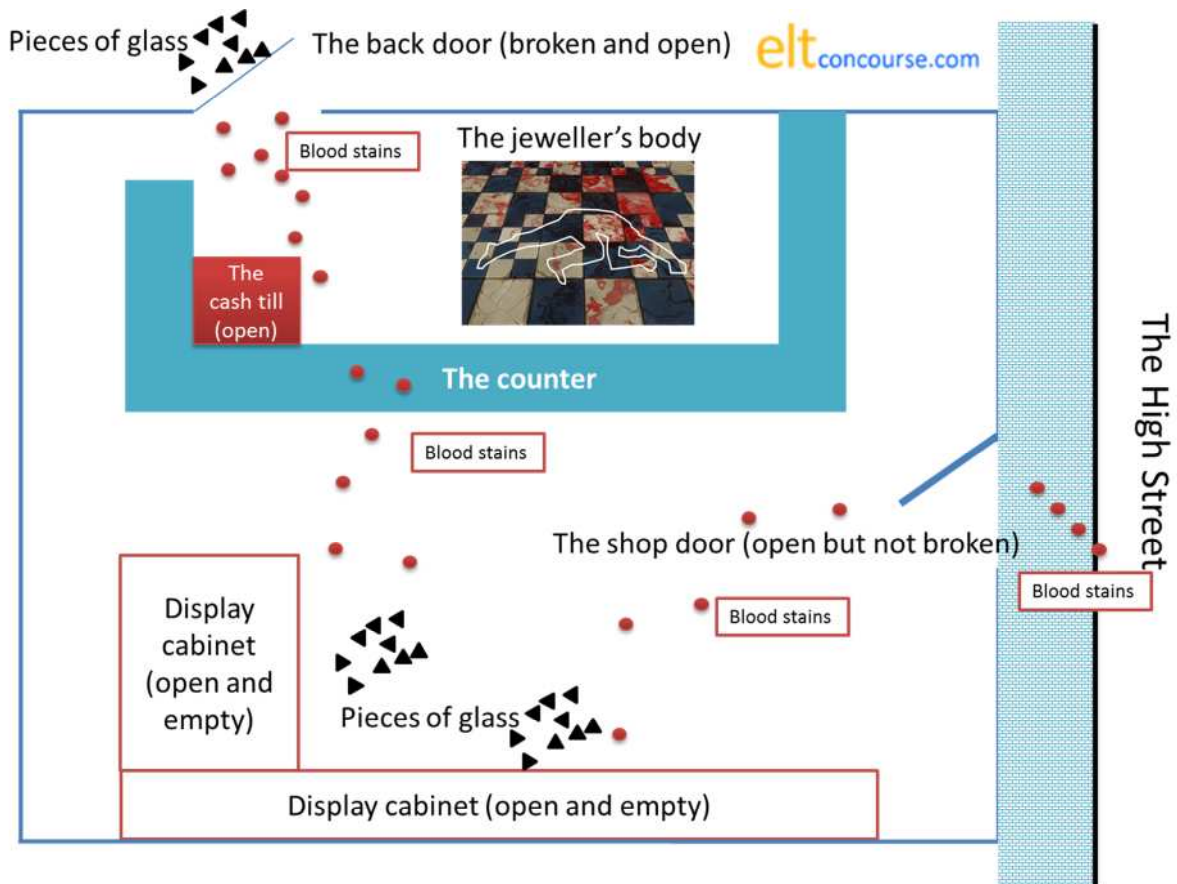 Pieces of glass
The back door (broken and open)
eltconcourse.com
Blood stains
The jeweller's body
The
cash till
(open)
The counter
Blood stains
The High Street
The shop door (open but not broken)
Blood stains
Blood stains
Display
cabinet
(open and
empty)
Pieces of glass
Display cabinet (open and empty)